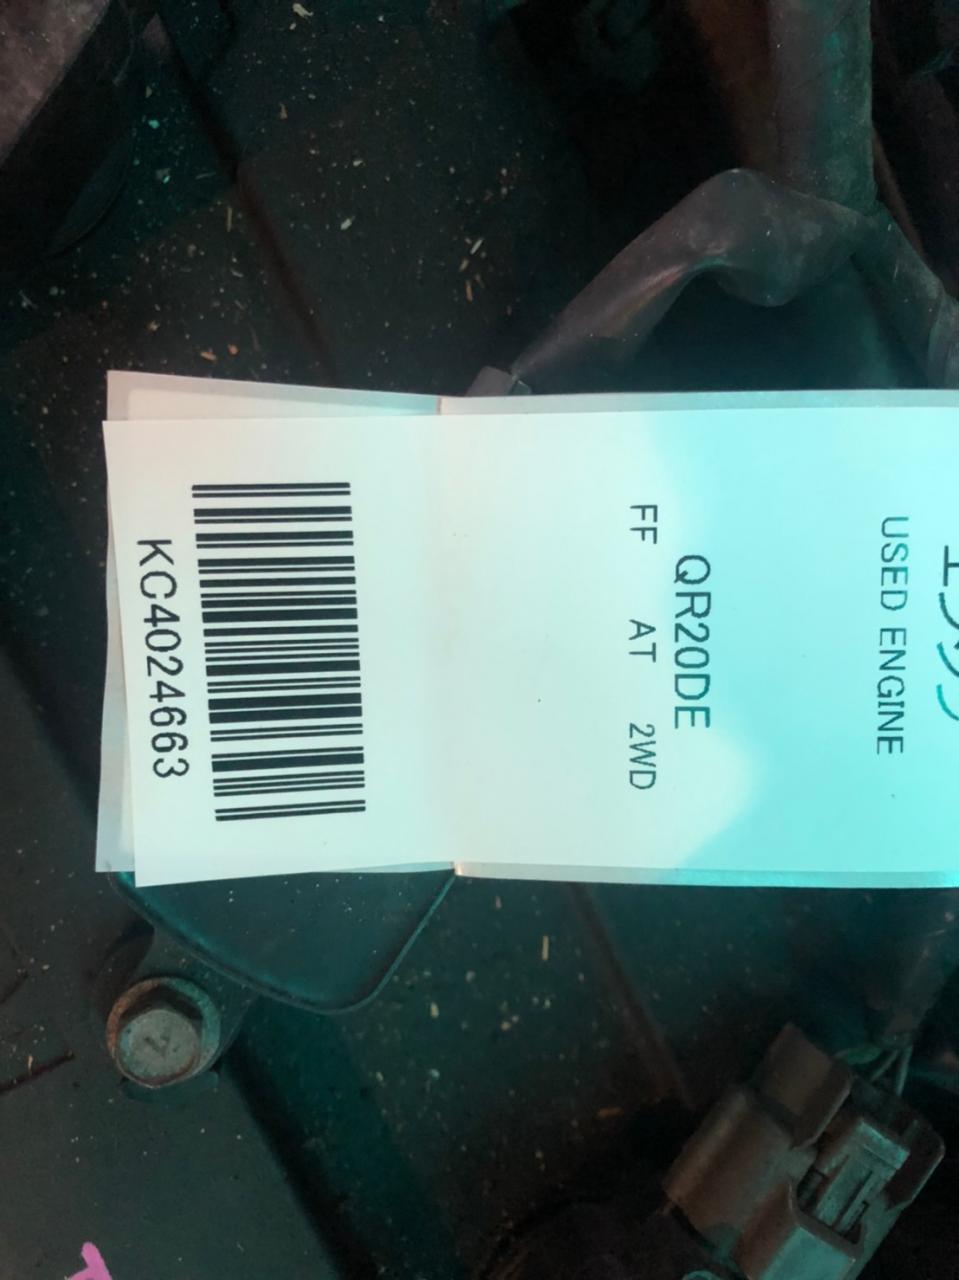 USED ENGINE
QR20DE
FF AT 2WD
KC4024663